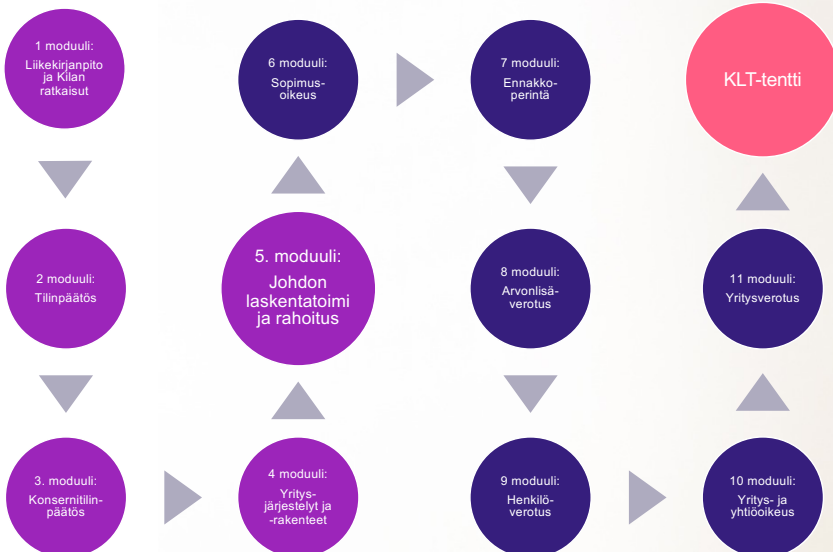 1 moduuli:
Liikekirjanpito
ja Kilan
ratkaisut
2 moduuli:
Tilinpäätös
3. moduuli:
Konsernitilin-
päätös
4 moduuli:
Yritys-
järjestelyt ja
-rakenteet
5. moduuli:
Johdon
laskentatoimi
ja rahoitus
6 moduuli:
Sopimus-
oikeus
7 moduuli:
Ennakko-
perintä
8 moduuli:
Arvonlisä-
verotus
9 moduuli:
Henkilö-
verotus
10 moduuli:
Yritys- ja
yhtiöoikeus
11 moduuli:
Yritysverotus
KLT-tentti